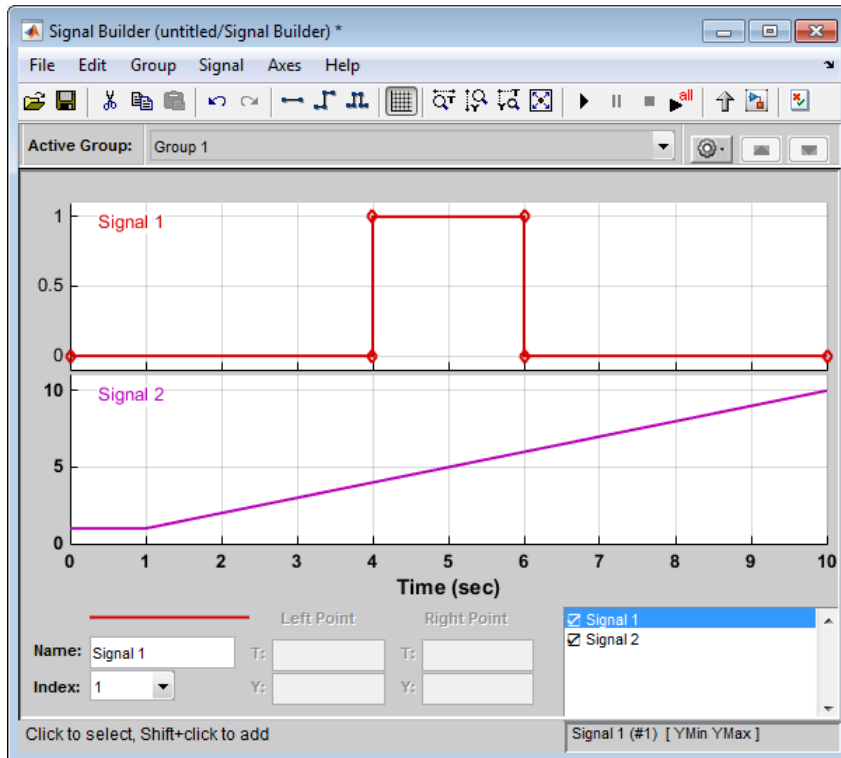 Signal Builder (untitled/Signal Builder) *
File Edit Group Signal Axes Help
all
Active Group: Group 1
1
Signal 1
0.5
0
10
Signal 2
5
0
0 1 2 3 4 5 6 7 8 9 10
Time (sec)
Left Point Right Point
Name: Signal 1 T: T:
Index: 1 Y: Y:
Signal 1
Signal 2
Click to select, Shift+click to add
Signal 1 (#1) [ YMin YMax ]